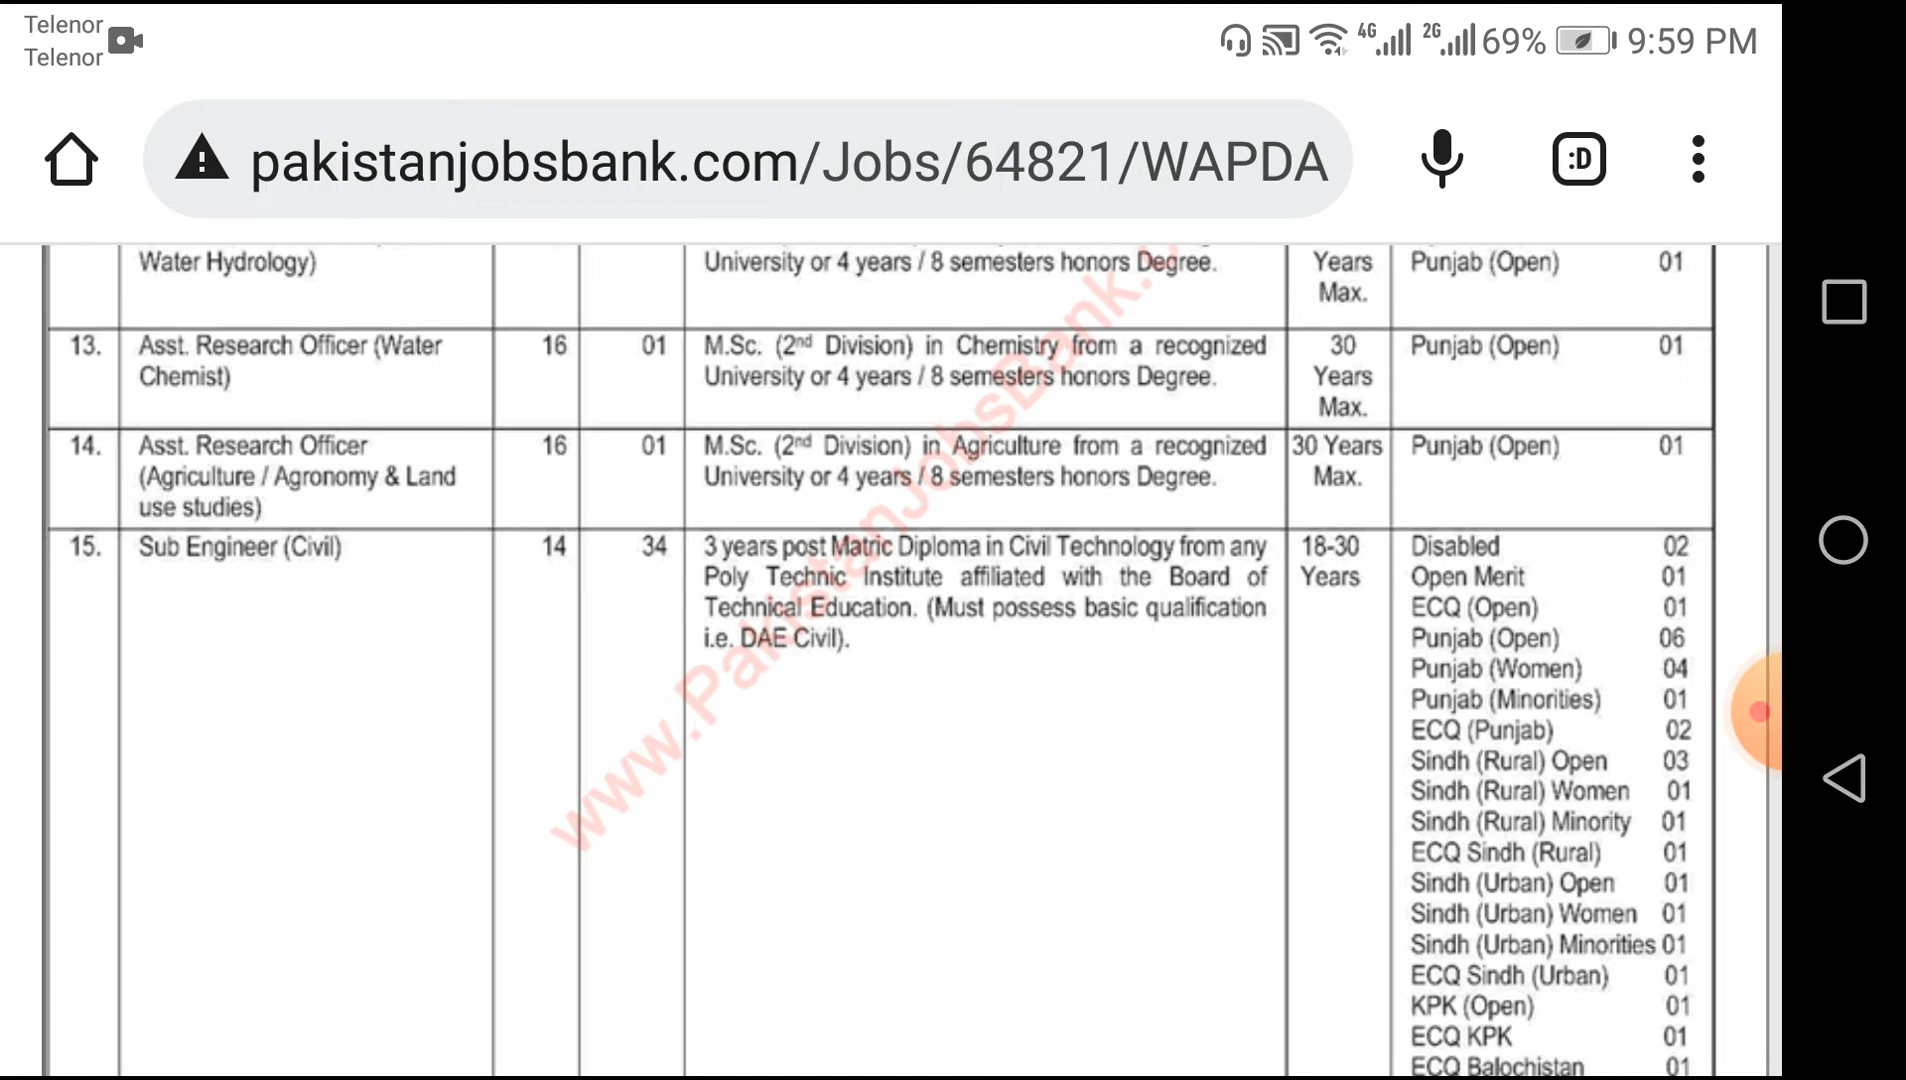 Telenor
Telenor
4G 2G 69% 9:59 PM
pakistanjobsbank.com/Jobs/64821/WAPDA
:D
Water Hydrology) University or 4 years / 8 semesters honors Degree. Years Max. Punjab (Open) 01
13. Asst. Research Officer (Water Chemist) 16 01 M.Sc. (2nd Division) in Chemistry from a recognized University or 4 years / 8 semesters honors Degree. 30 Years Max. Punjab (Open) 01
14. Asst. Research Officer (Agriculture / Agronomy & Land use studies) 16 01 M.Sc. (2nd Division) in Agriculture from a recognized University or 4 years / 8 semesters honors Degree. 30 Years Max. Punjab (Open) 01
15. Sub Engineer (Civil) 14 34 3 years post Matric Diploma in Civil Technology from any Poly Technic Institute affiliated with the Board of Technical Education. (Must possess basic qualification i.e. DAE Civil). 18-30 Years
Disabled 02
Open Merit 01
ECQ (Open) 01
Punjab (Open) 06
Punjab (Women) 04
Punjab (Minorities) 01
ECQ (Punjab) 02
Sindh (Rural) Open 03
Sindh (Rural) Women 01
Sindh (Rural) Minority 01
ECQ Sindh (Rural) 01
Sindh (Urban) Open 01
Sindh (Urban) Women 01
Sindh (Urban) Minorities 01
ECQ Sindh (Urban) 01
KPK (Open) 01
ECQ KPK 01
ECQ Balochistan 01
www.PakistanJobsBank.c